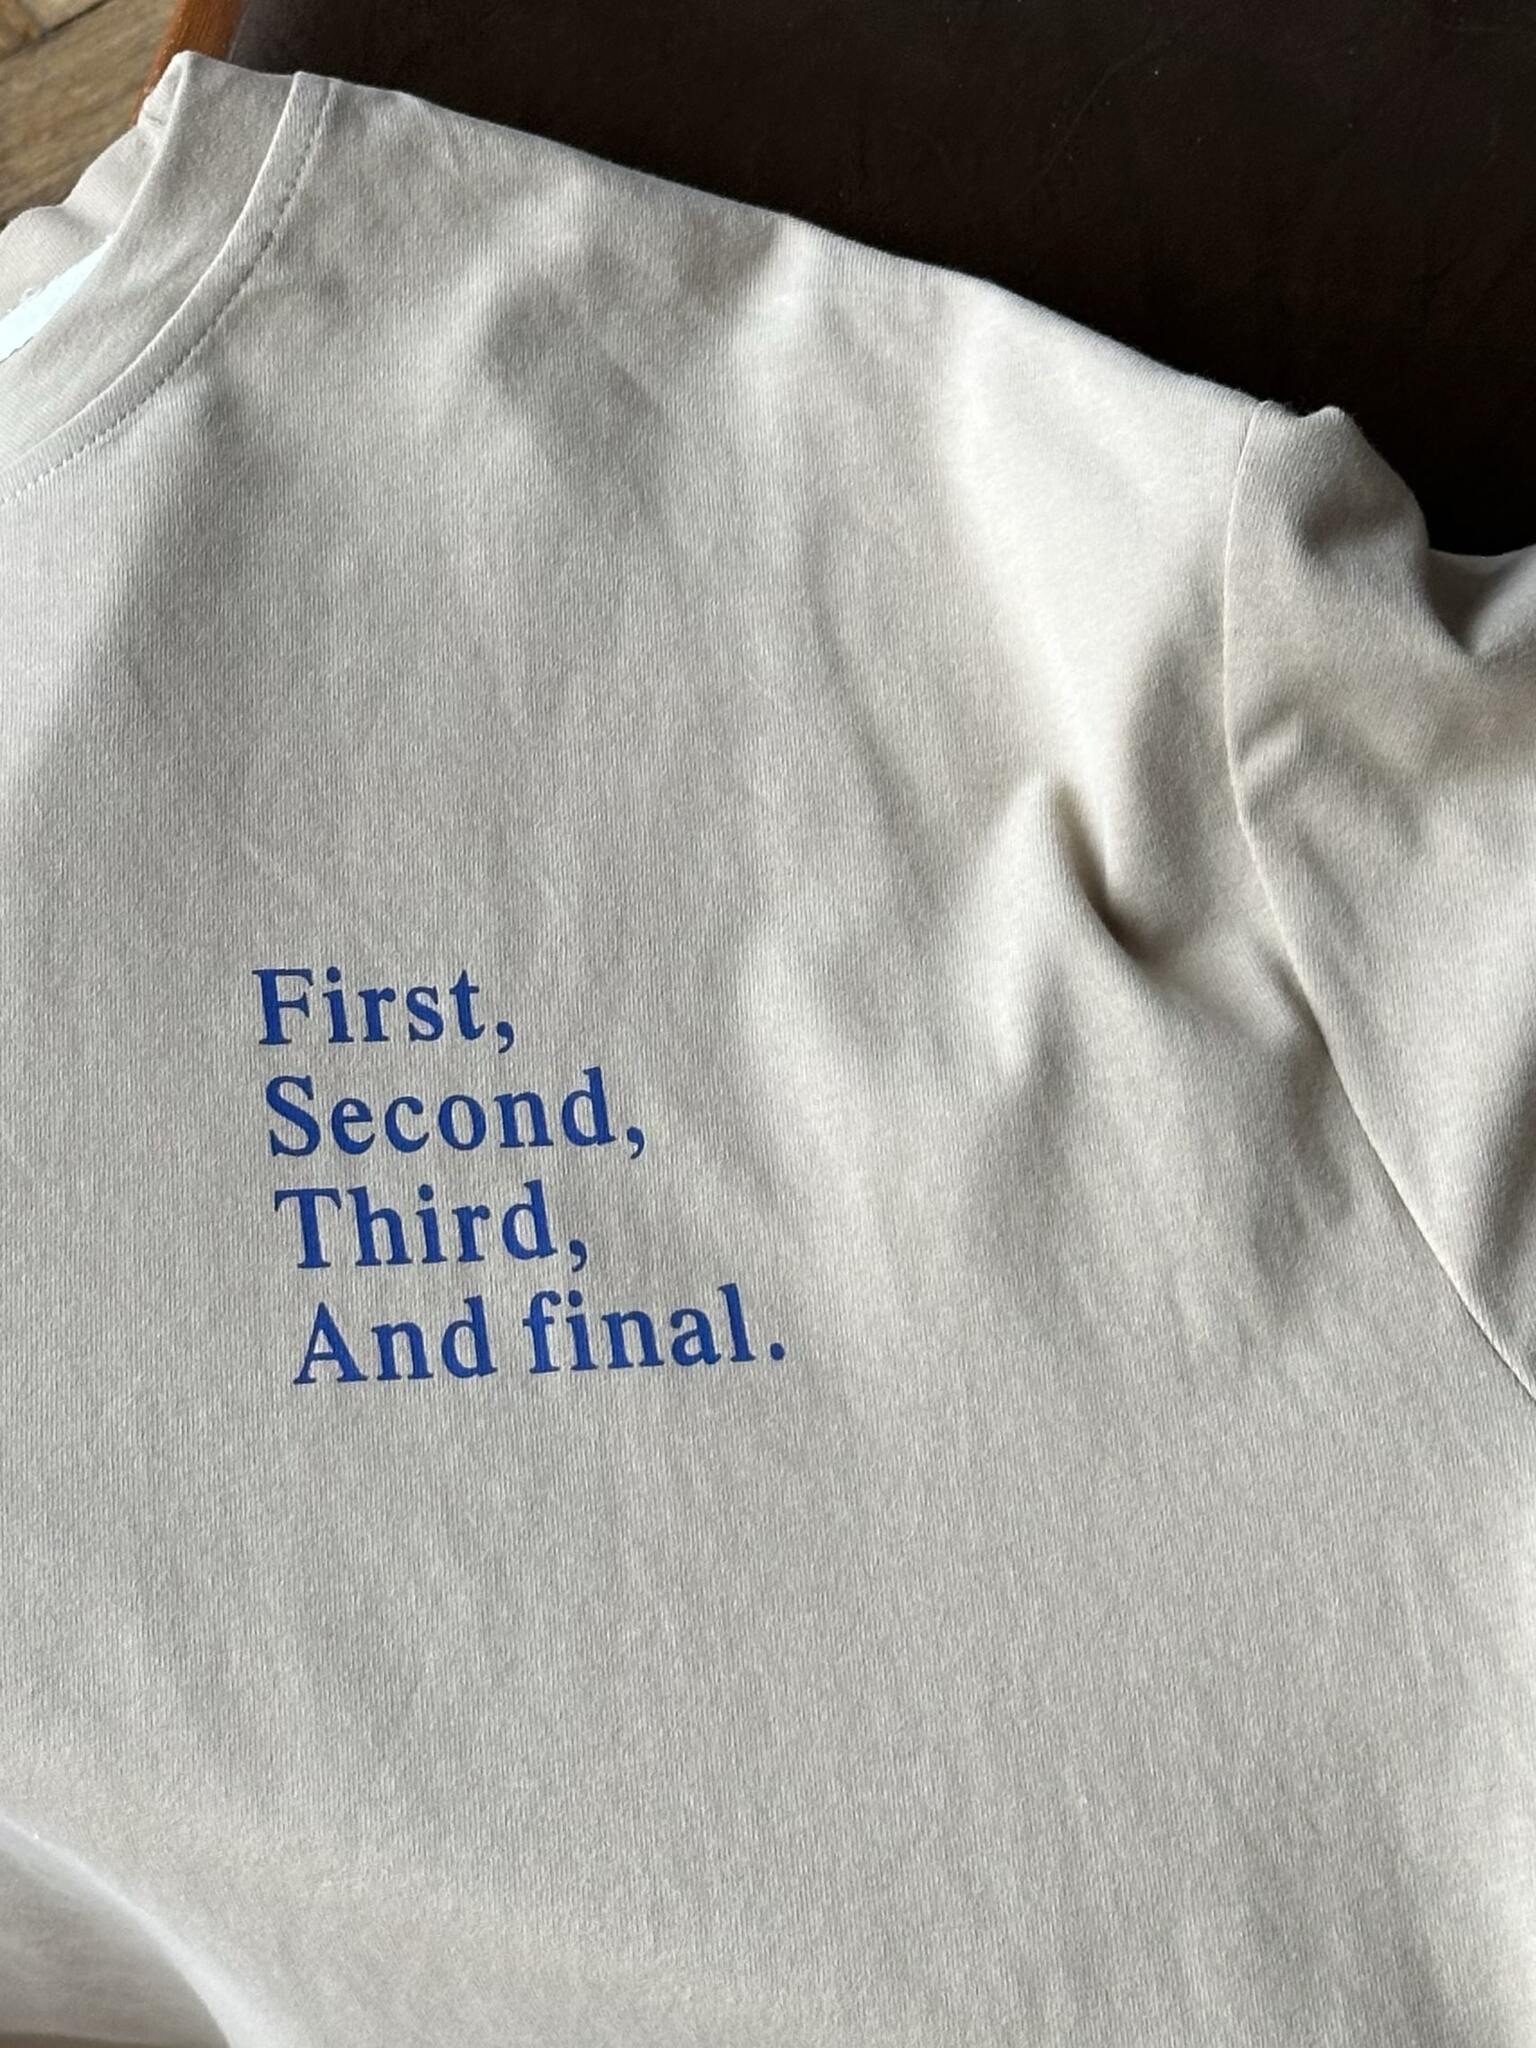 First,
Second,
Third,
And final.